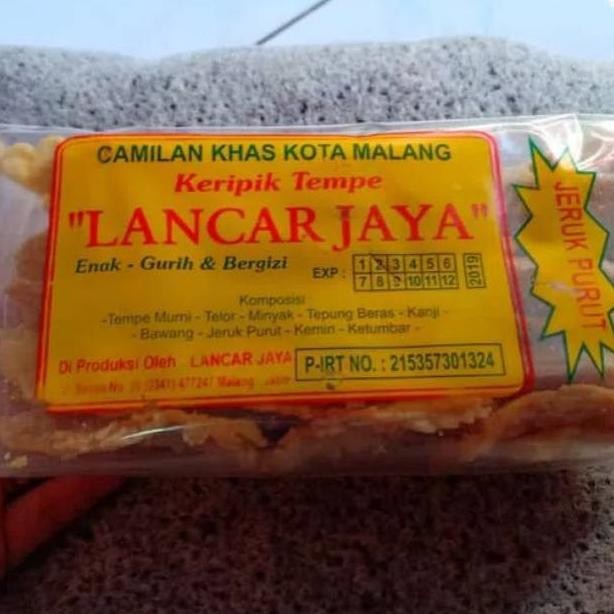 CAMILAN KHAS KOTA MALANG
Keripik Tempe
"LANCAR JAYA"
Enak - Gurih & Bergizi
EXP : 1 2 3 4 5 6 2019
7 8 9 10 11 12
Komposisi
-Tempe Murni - Telor - Minyak - Tepung Beras - Kanji -
- Bawang - Jeruk Purut - Kemiri - Ketumbar -
Di Produksi Oleh LANCAR JAYA
(0341) 477247 Malang
P-IRT NO. : 215357301324
JERUK PURUT